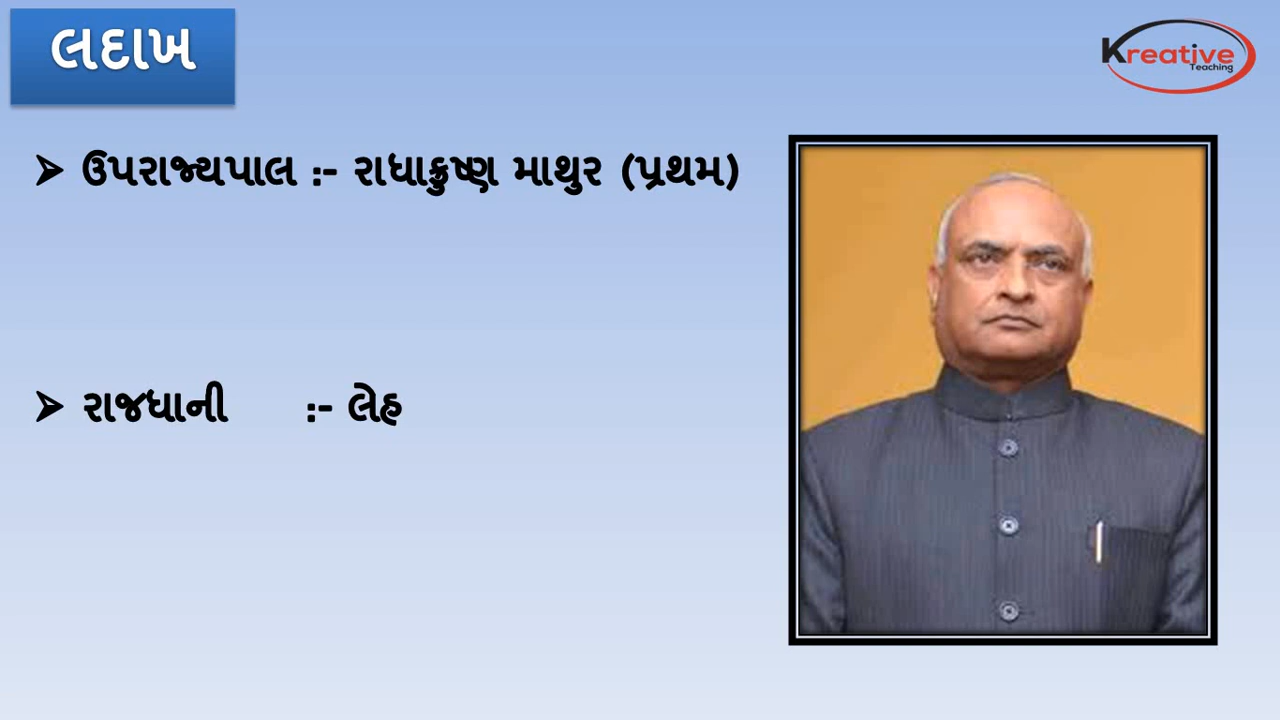 લદાખ
Kreative
Teaching
➢ ઉપરાજ્યપાલ :- રાધાક્રુષ્ણ માથુર (પ્રથમ)
➢ રાજધાની :- લેહ